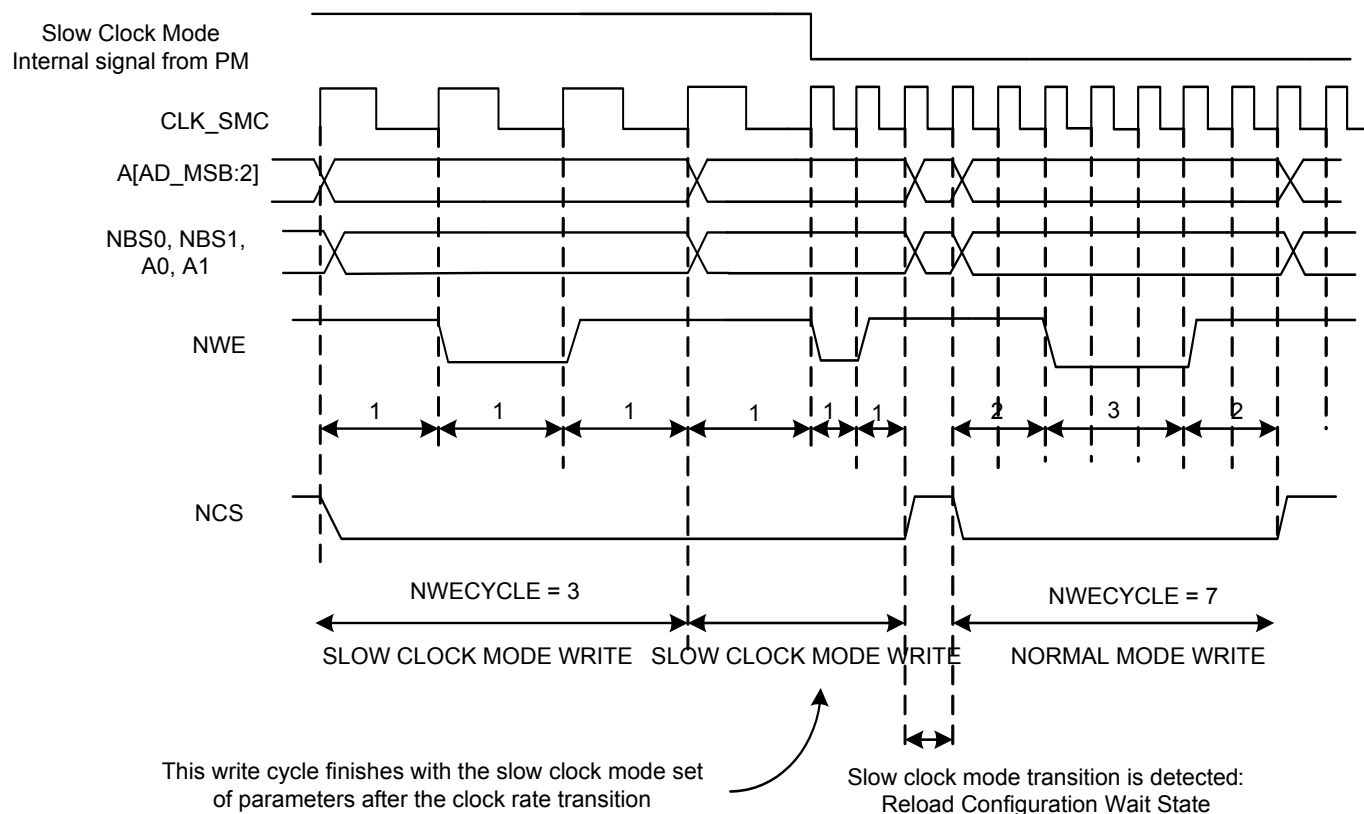 Slow Clock Mode
Internal signal from PM
CLK_SMC
A[AD_MSB:2]
NBS0, NBS1,
A0, A1
NWE
1 1 1 1 1 1 2 3 2
NCS
NWECYCLE = 3 NWECYCLE = 7
SLOW CLOCK MODE WRITE SLOW CLOCK MODE WRITE NORMAL MODE WRITE
This write cycle finishes with the slow clock mode set
of parameters after the clock rate transition
Slow clock mode transition is detected:
Reload Configuration Wait State